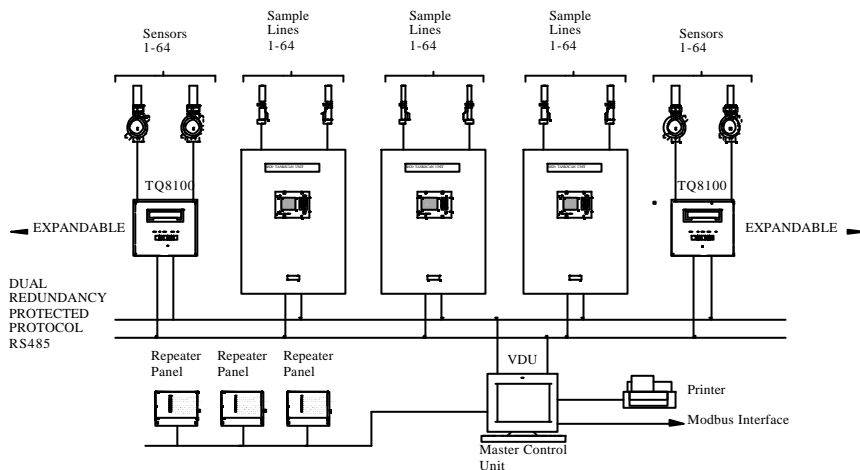 Sensors
1-64
Sample
Lines
1-64
Sample
Lines
1-64
Sample
Lines
1-64
Sensors
1-64
TQ8100
TQ8100
EXPANDABLE
EXPANDABLE
DUAL
REDUNDANCY
PROTECTED
PROTOCOL
RS485
Repeater
Panel
Repeater
Panel
Repeater
Panel
VDU
Printer
Modbus Interface
Master Control
Unit